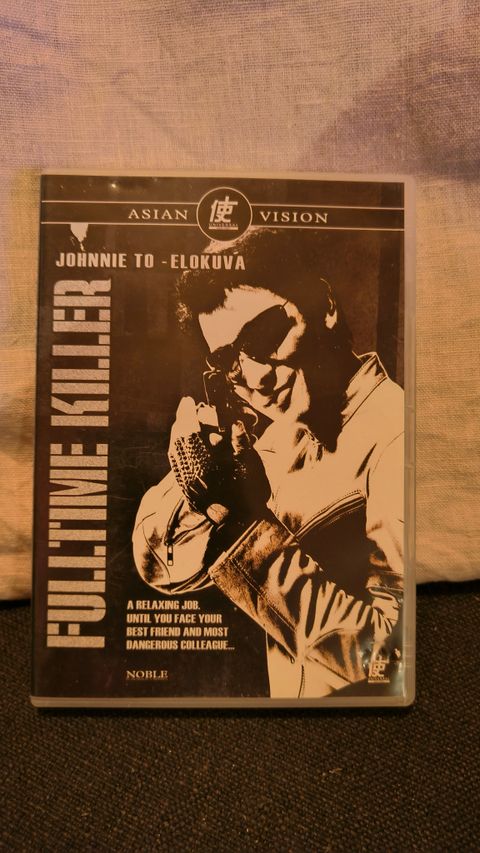 ASIAN 使 VISION
JOHNNIE TO - ELOKUVA
FULLTIME KILLER
A RELAXING JOB.
UNTIL YOU FACE YOUR
BEST FRIEND AND MOST
DANGEROUS COLLEAGUE...
NOBLE
使